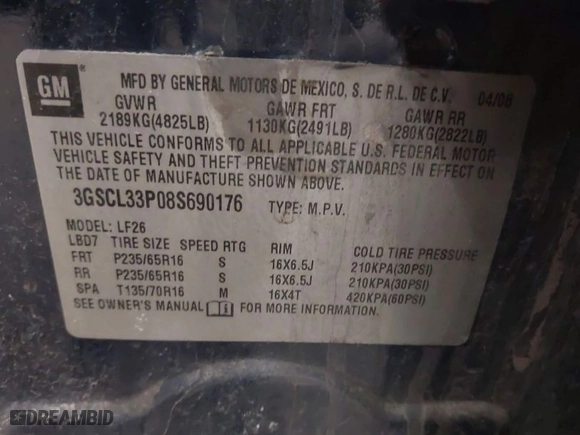 GM
MFD BY GENERAL MOTORS DE MEXICO, S. DE R.L. DE C.V. 04/08
GVWR GAWR FRT GAWR RR
2189KG(4825LB) 1130KG(2491LB) 1280KG(2822LB)
THIS VEHICLE CONFORMS TO ALL APPLICABLE U.S. FEDERAL MOTOR
VEHICLE SAFETY AND THEFT PREVENTION STANDARDS IN EFFECT ON
THE DATE OF MANUFACTURE SHOWN ABOVE.
3GSCL33P08S690176 TYPE: M.P.V.
MODEL: LF26
LBD7 TIRE SIZE SPEED RTG RIM COLD TIRE PRESSURE
FRT P235/65R16 S 16X6.5J 210KPA(30PSI)
RR P235/65R16 S 16X6.5J 210KPA(30PSI)
SPA T135/70R16 M 16X4T 420KPA(60PSI)
SEE OWNER'S MANUAL FOR MORE INFORMATION.
DREAMBID